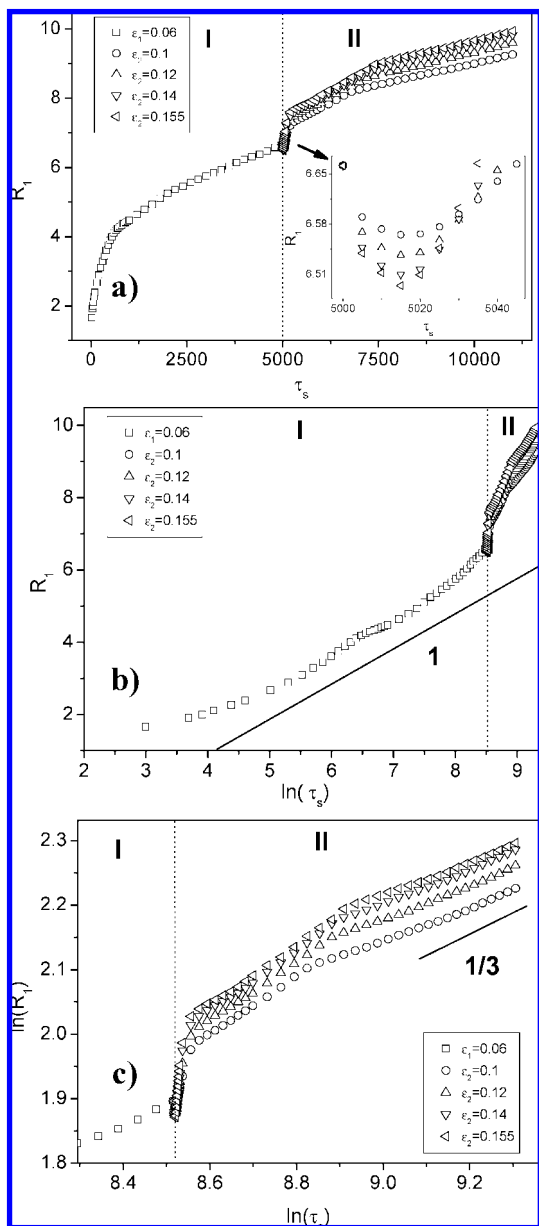 I
II
ε₂=0.06
ε₂=0.1
ε₂=0.12
ε₂=0.14
ε₂=0.155
10
8
6
4
2
R₁
a)
6.65
6.58
6.51
R₁
5000
5020
5040
τₛ
0
2500
5000
7500
10000
τₛ
I
II
ε₁=0.06
ε₂=0.1
ε₂=0.12
ε₂=0.14
ε₂=0.155
10
8
6
4
2
R₁
b)
1
2
3
4
5
6
7
8
9
ln(τₛ)
I
II
2.3
2.2
2.1
2.0
1.9
1.8
ln(R₁)
c)
1/3
ε₁=0.06
ε₂=0.1
ε₂=0.12
ε₂=0.14
ε₂=0.155
8.4
8.6
8.8
9.0
9.2
ln(τₛ)